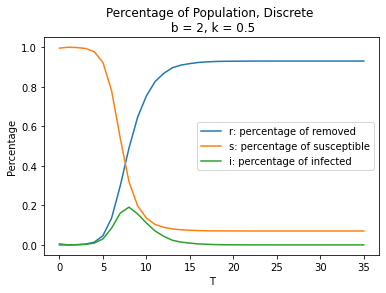 Percentage of Population, Discrete
b = 2, k = 0.5
1.0
0.8
0.6
0.4
0.2
0.0
Percentage
r: percentage of removed
s: percentage of susceptible
i: percentage of infected
0 5 10 15 20 25 30 35
T